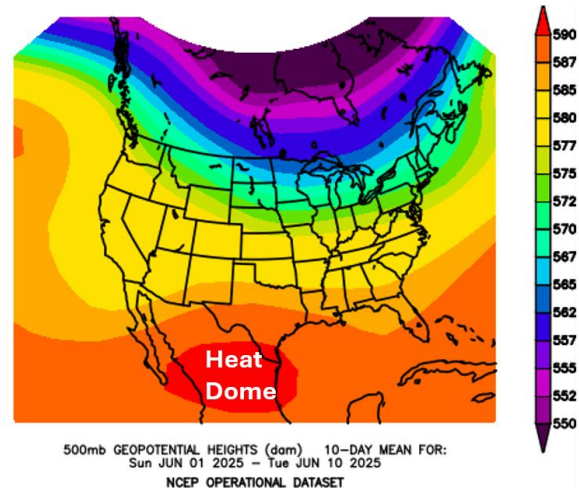 590
587
585
580
577
572
570
567
565
562
557
555
552
550
Heat
Dome
500mb GEOPOTENTIAL HEIGHTS (dam) 10-DAY MEAN FOR:
Sun JUN 01 2025 – Tue JUN 10 2025
NCEP OPERATIONAL DATASET